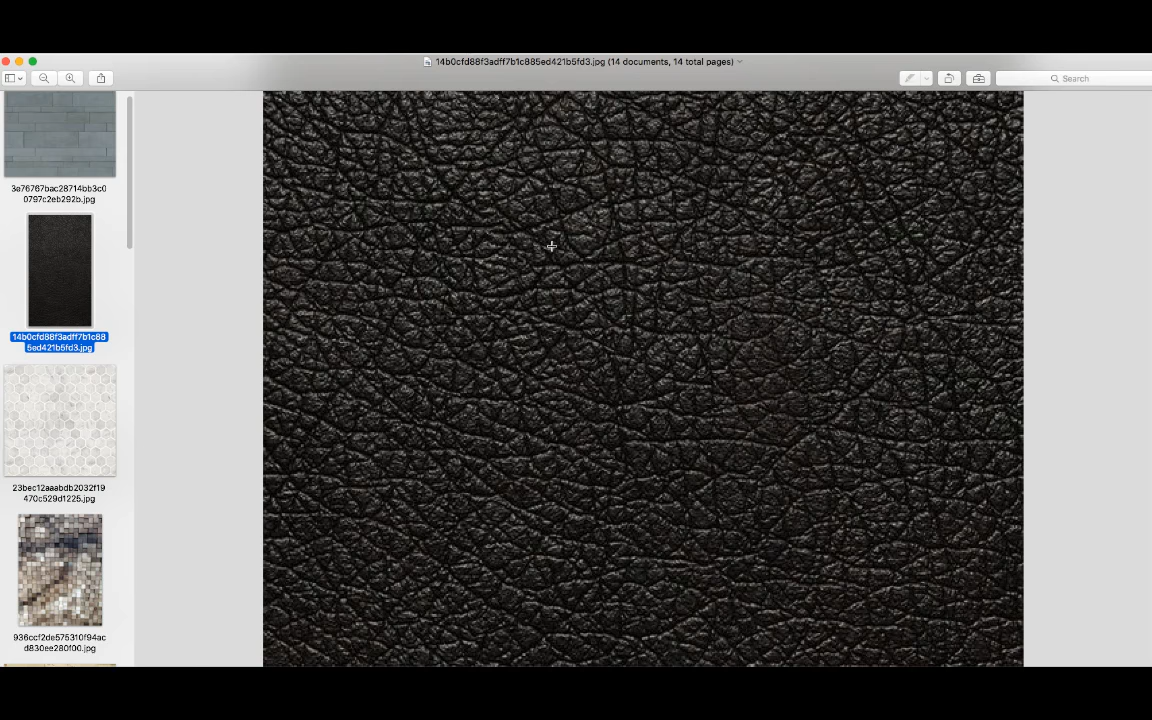 14b0cfd88f3adff7b1c885ed421b5fd3.jpg (14 documents, 14 total pages)
Search
3e76767bac28714bb3c0
0797c2eb292b.jpg
14b0cfd88f3adff7b1c88
5ed421b5fd3.jpg
23bec12aaabdb2032f19
470c529d1225.jpg
936ccf2de575310f94ac
d830ee280f00.jpg